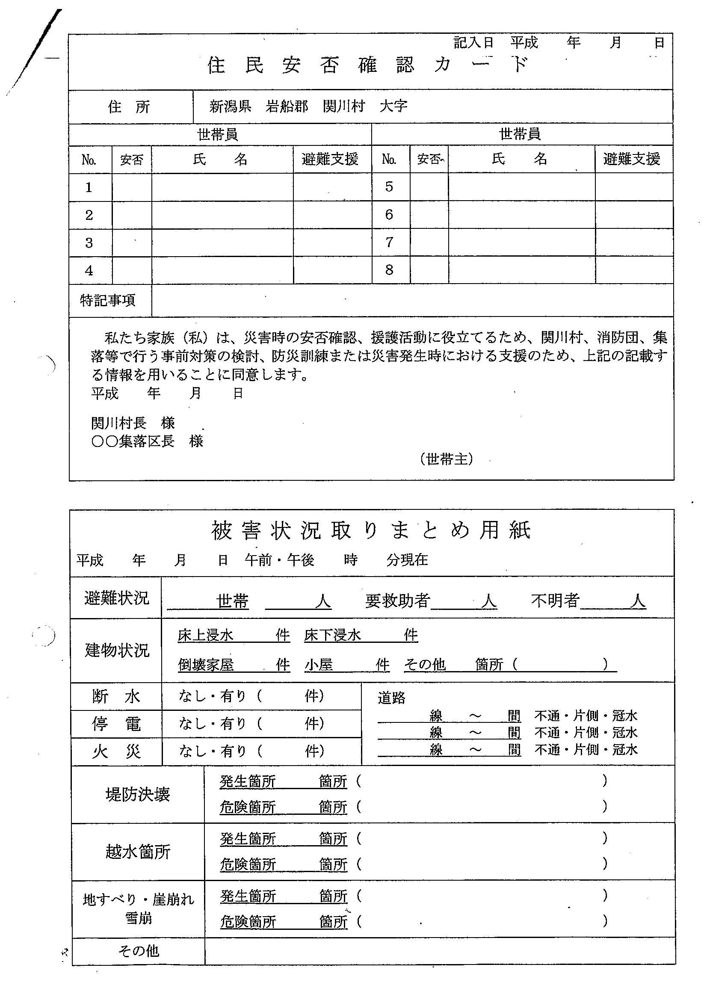 記入日　平成　　年　　月　　日
住民安否確認カード
住　所　新潟県　岩船郡　関川村　大字
世帯員　世帯員
№　安否　氏　名　避難支援　№　安否　氏　名　避難支援
1　5
2　6
3　7
4　8
特記事項
私たち家族（私）は、災害時の安否確認、援護活動に役立てるため、関川村、消防団、集
落等で行う事前対策の検討、防災訓練または災害発生時における支援のため、上記の記載す
る情報を用いることに同意します。
平成　　年　　月　　日
関川村長　様
〇〇集落区長　様
（世帯主）
被害状況取りまとめ用紙
平成　　年　　月　　日　午前・午後　　時　　分現在
避難状況　　世帯　　人　要救助者　　人　不明者　　人
建物状況
床上浸水　　件　床下浸水　　件
倒壊家屋　　件　小屋　　件　その他　　箇所（　　　）
断　水　なし・有り（　　件）
停　電　なし・有り（　　件）
火　災　なし・有り（　　件）
道路
線　～　間　不通・片側・冠水
線　～　間　不通・片側・冠水
線　～　間　不通・片側・冠水
堤防決壊
発生箇所　　箇所（　　　）
危険箇所　　箇所（　　　）
越水箇所
発生箇所　　箇所（　　　）
危険箇所　　箇所（　　　）
地すべり・崖崩れ
雪崩
発生箇所　　箇所（　　　）
危険箇所　　箇所（　　　）
その他